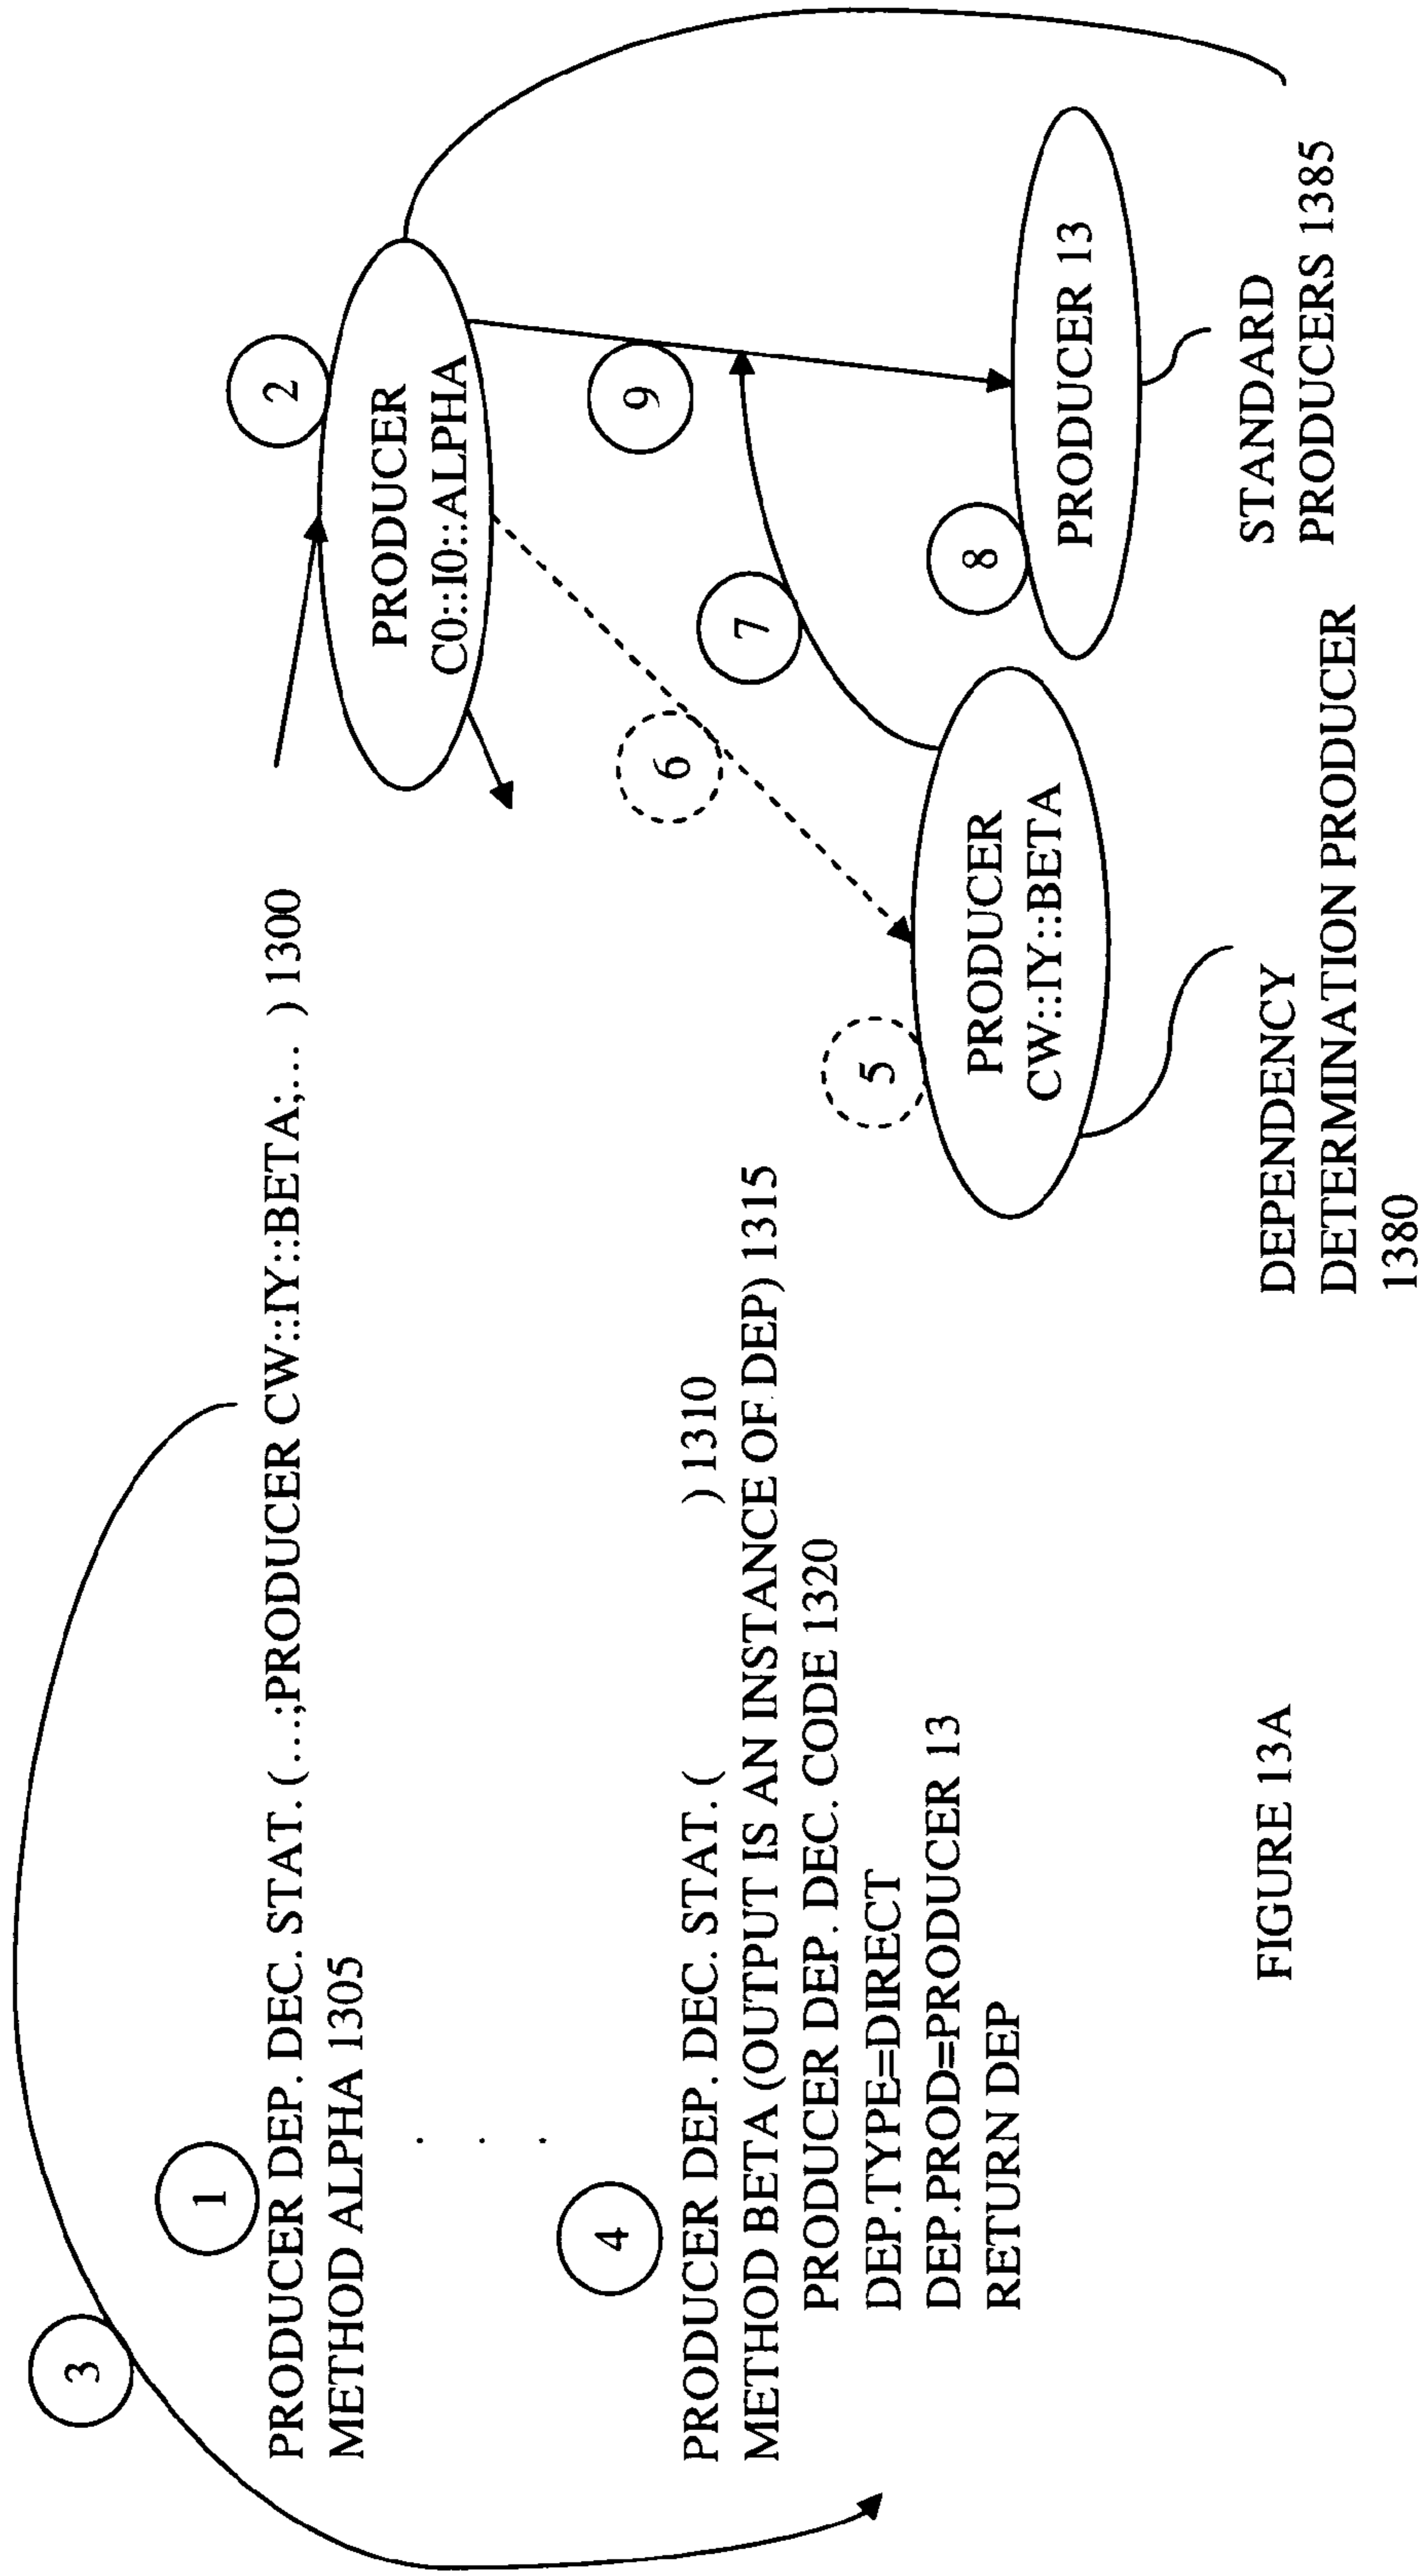 3
1
PRODUCER DEP. DEC. STAT. (...;PRODUCER CW::IY::BETA;... ) 1300
METHOD ALPHA 1305
. . .
4
PRODUCER DEP. DEC. STAT. ( ) 1310
METHOD BETA (OUTPUT IS AN INSTANCE OF DEP) 1315
PRODUCER DEP. DEC. CODE 1320
DEP.TYPE=DIRECT
DEP.PROD=PRODUCER 13
RETURN DEP
2
PRODUCER
C0::I0::ALPHA
9
6
7
5
PRODUCER
CW::IY::BETA
8
PRODUCER 13
DEPENDENCY
DETERMINATION PRODUCER
1380
STANDARD
PRODUCERS 1385
FIGURE 13A